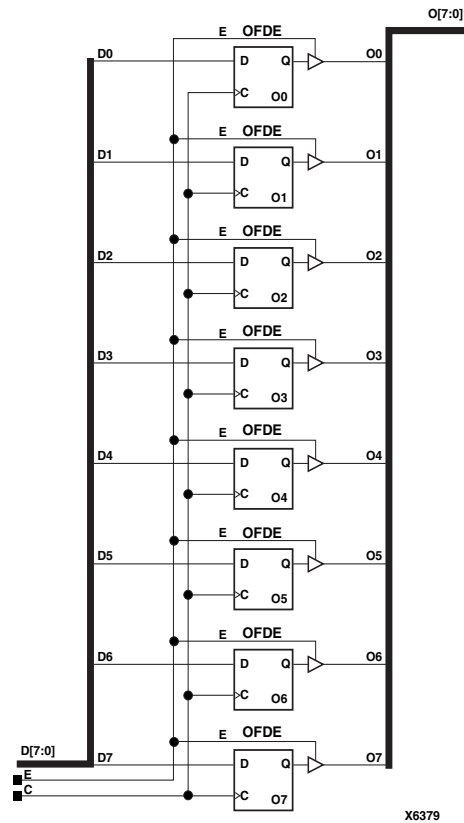 O[7:0]
E OFDE
D0 D Q O0
C O0
E OFDE
D1 D Q O1
C O1
E OFDE
D2 D Q O2
C O2
E OFDE
D3 D Q O3
C O3
E OFDE
D4 D Q O4
C O4
E OFDE
D5 D Q O5
C O5
E OFDE
D6 D Q O6
C O6
E OFDE
D[7:0]
D7 D Q O7
E
C C O7
X6379